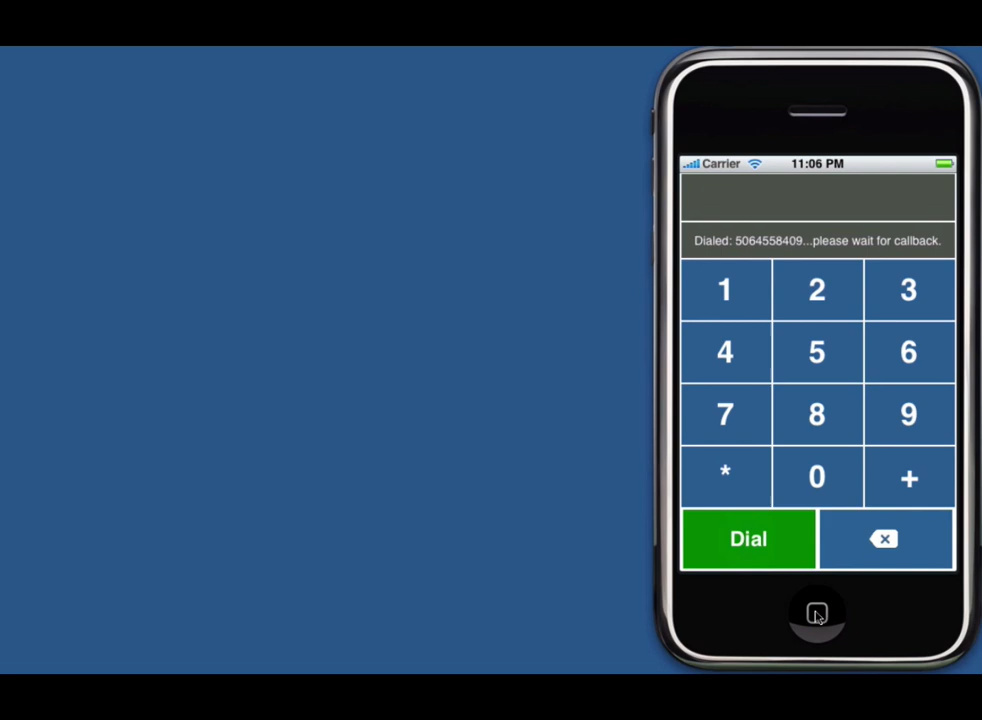 Carrier 11:06 PM
Dialed: 5064558409...please wait for callback.
1 2 3
4 5 6
7 8 9
* 0 +
Dial